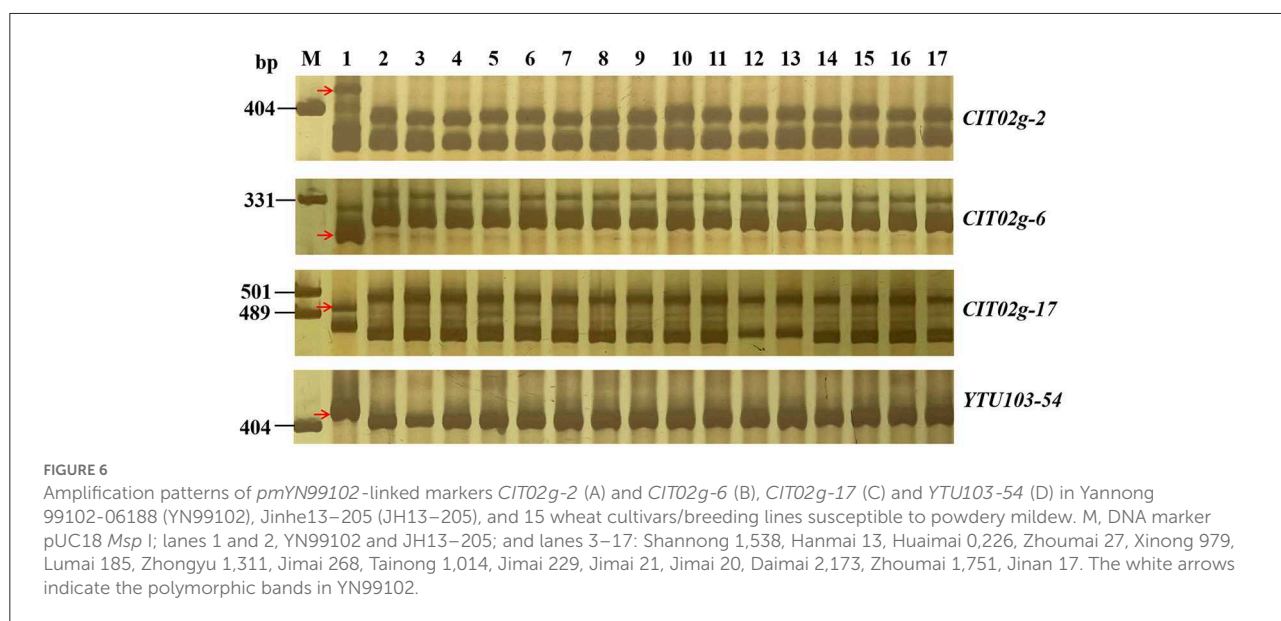 bp M 1 2 3 4 5 6 7 8 9 10 11 12 13 14 15 16 17
404
CIT02g-2
331
CIT02g-6
501
489
CIT02g-17
404
YTU103-54
FIGURE 6
Amplification patterns of pmYN99102-linked markers CIT02g-2 (A) and CIT02g-6 (B), CIT02g-17 (C) and YTU103-54 (D) in Yannong
99102-06188 (YN99102), Jinhe13–205 (JH13–205), and 15 wheat cultivars/breeding lines susceptible to powdery mildew. M, DNA marker
pUC18 Msp I; lanes 1 and 2, YN99102 and JH13–205; and lanes 3–17: Shannong 1,538, Hanmai 13, Huaimai 0,226, Zhoumai 27, Xinong 979,
Lumai 185, Zhongyu 1,311, Jimai 268, Tainong 1,014, Jimai 229, Jimai 21, Jimai 20, Daimai 2,173, Zhoumai 1,751, Jinan 17. The white arrows
indicate the polymorphic bands in YN99102.